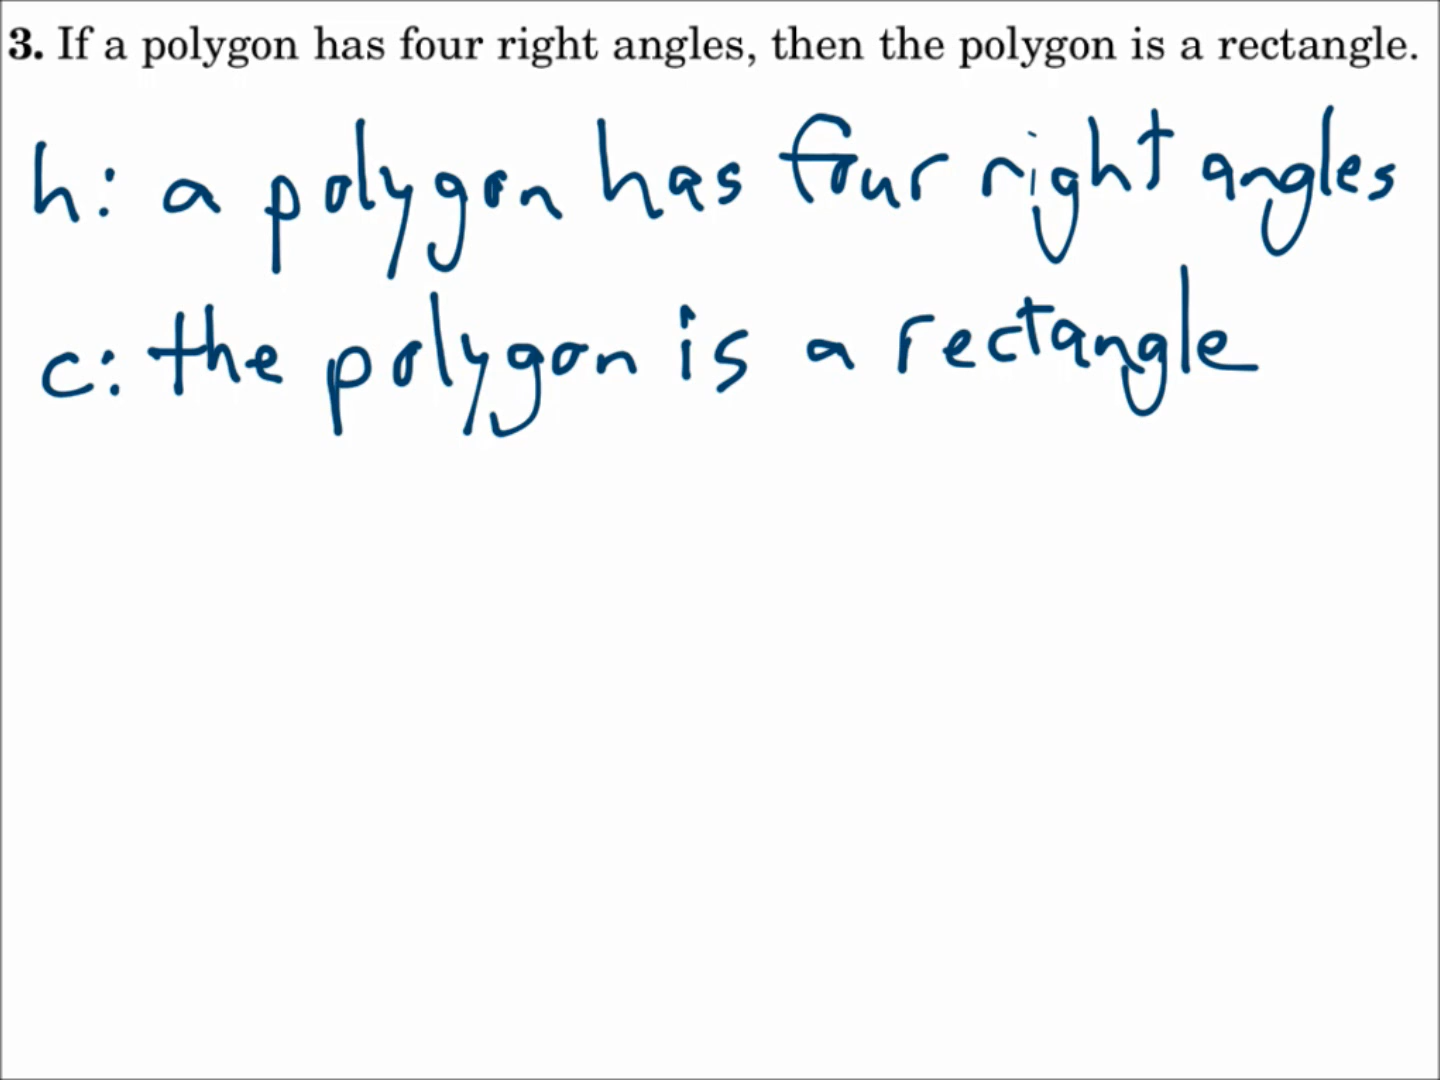 3. If a polygon has four right angles, then the polygon is a rectangle.
h: a polygon has four right angles
c: the polygon is a rectangle